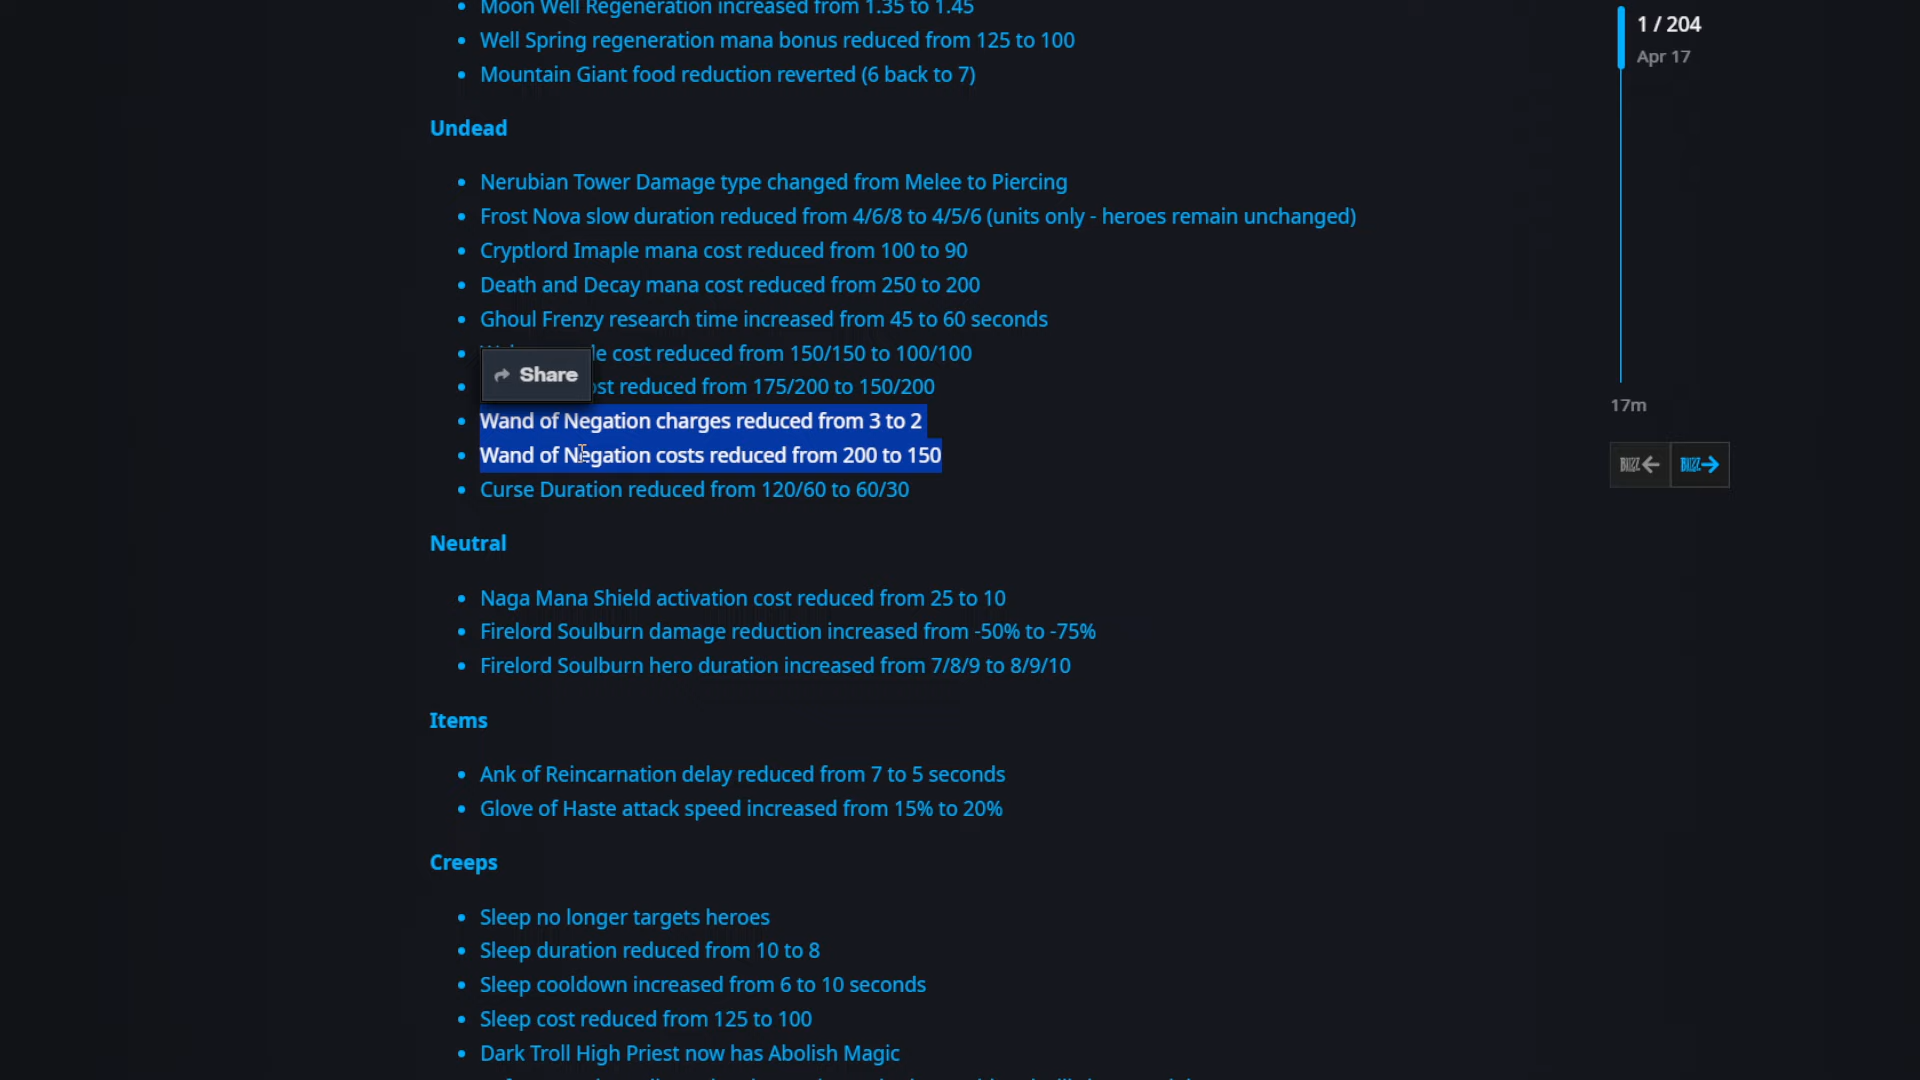 Moon Well Regeneration increased from 1.35 to 1.45
Well Spring regeneration mana bonus reduced from 125 to 100
Mountain Giant food reduction reverted (6 back to 7)
Undead
Nerubian Tower Damage type changed from Melee to Piercing
Frost Nova slow duration reduced from 4/6/8 to 4/5/6 (units only - heroes remain unchanged)
Cryptlord Imaple mana cost reduced from 100 to 90
Death and Decay mana cost reduced from 250 to 200
Ghoul Frenzy research time increased from 45 to 60 seconds
cost reduced from 150/150 to 100/100
reduced from 175/200 to 150/200
Share
Wand of Negation charges reduced from 3 to 2
Wand of Negation costs reduced from 200 to 150
Curse Duration reduced from 120/60 to 60/30
Neutral
Naga Mana Shield activation cost reduced from 25 to 10
Firelord Soulburn damage reduction increased from -50% to -75%
Firelord Soulburn hero duration increased from 7/8/9 to 8/9/10
Items
Ank of Reincarnation delay reduced from 7 to 5 seconds
Glove of Haste attack speed increased from 15% to 20%
Creeps
Sleep no longer targets heroes
Sleep duration reduced from 10 to 8
Sleep cooldown increased from 6 to 10 seconds
Sleep cost reduced from 125 to 100
Dark Troll High Priest now has Abolish Magic
1 / 204
Apr 17
17m
BLIZZ
BLIZZ